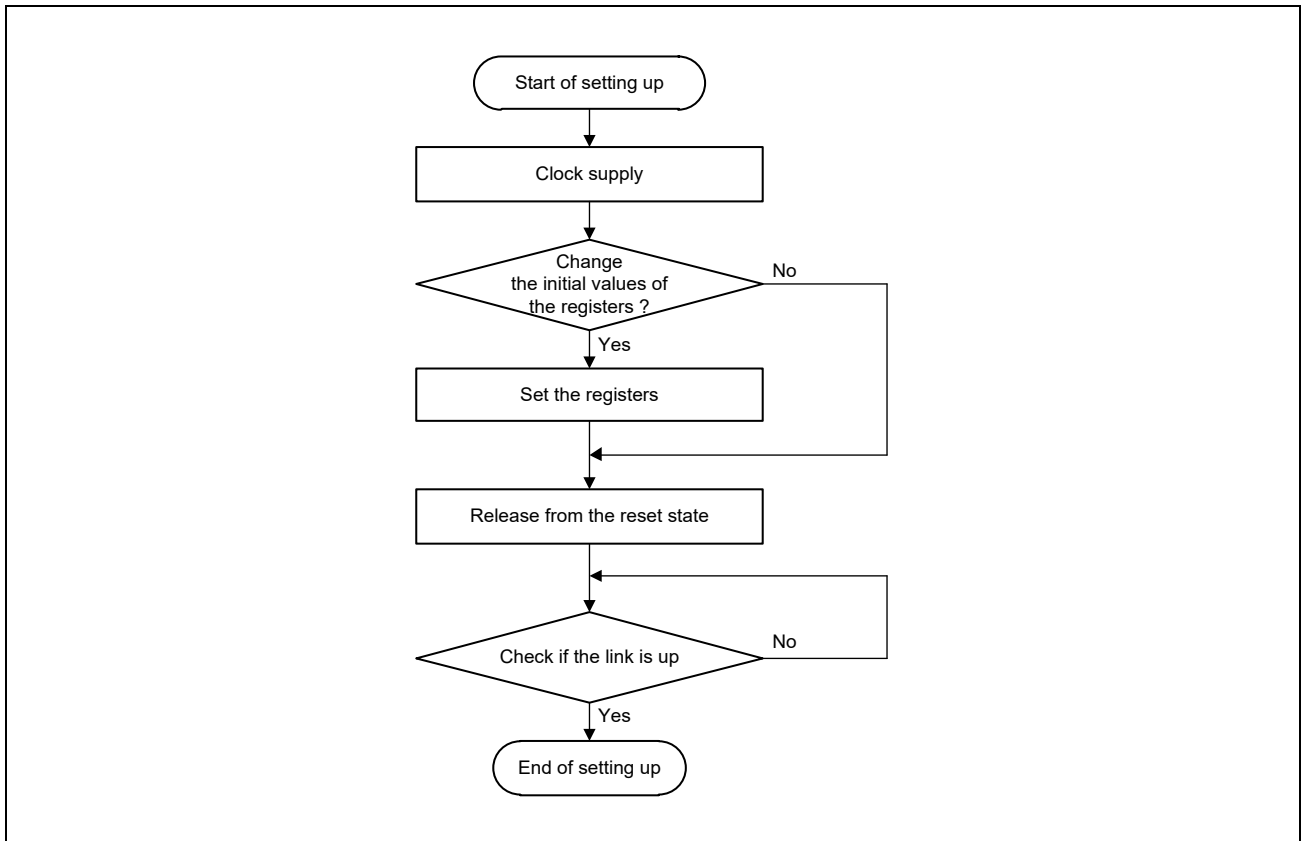 Start of setting up
Clock supply
Change
the initial values of
the registers ?
No
Yes
Set the registers
Release from the reset state
Check if the link is up
No
Yes
End of setting up